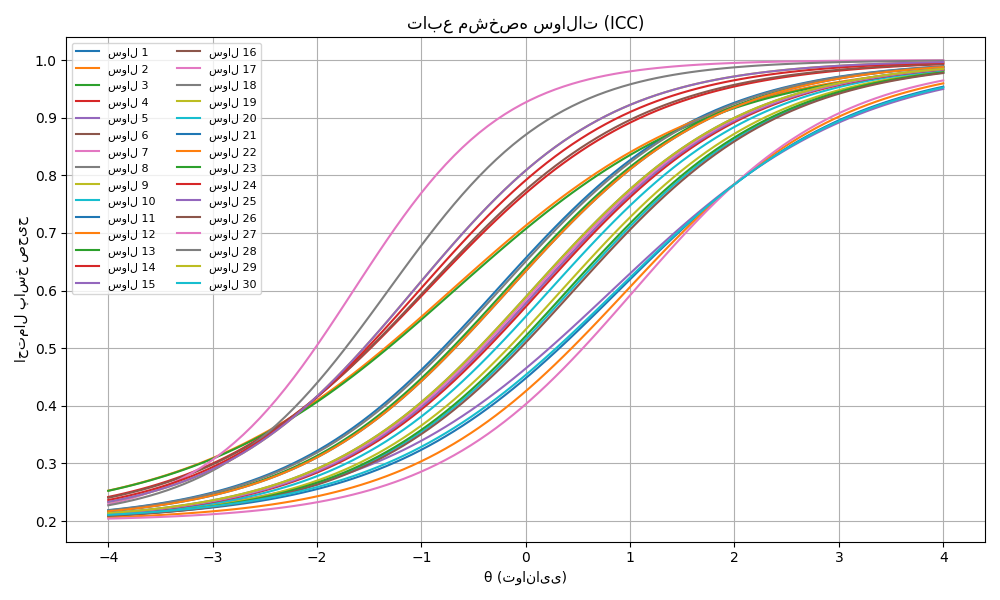 تابع مشخصه سوالات (ICC)
احتمال پاسخ صحیح
1.0
0.9
0.8
0.7
0.6
0.5
0.4
0.3
0.2
سوال 1
سوال 2
سوال 3
سوال 4
سوال 5
سوال 6
سوال 7
سوال 8
سوال 9
سوال 10
سوال 11
سوال 12
سوال 13
سوال 14
سوال 15
سوال 16
سوال 17
سوال 18
سوال 19
سوال 20
سوال 21
سوال 22
سوال 23
سوال 24
سوال 25
سوال 26
سوال 27
سوال 28
سوال 29
سوال 30
−4 −3 −2 −1 0 1 2 3 4
θ (توانایی)